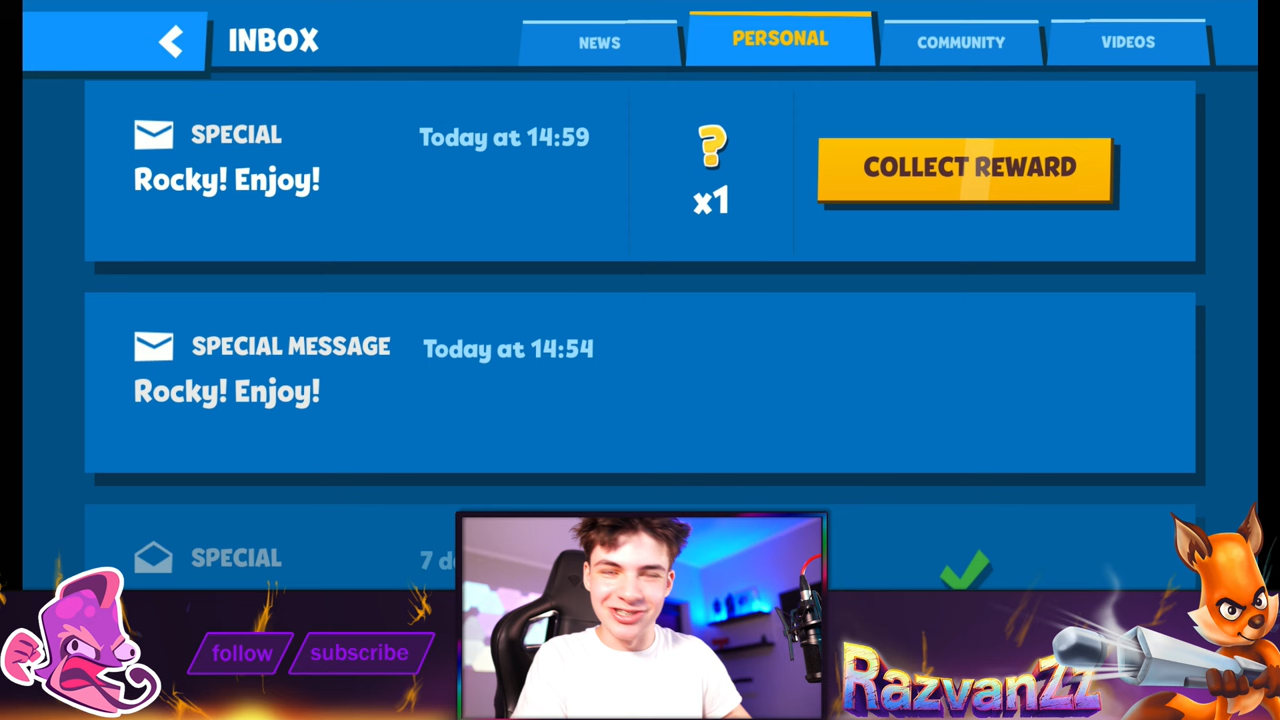 INBOX
NEWS
PERSONAL
COMMUNITY
VIDEOS
SPECIAL
Today at 14:59
Rocky! Enjoy!
?
x1
COLLECT REWARD
SPECIAL MESSAGE
Today at 14:54
Rocky! Enjoy!
SPECIAL
7
follow
subscribe
RazvanZZ